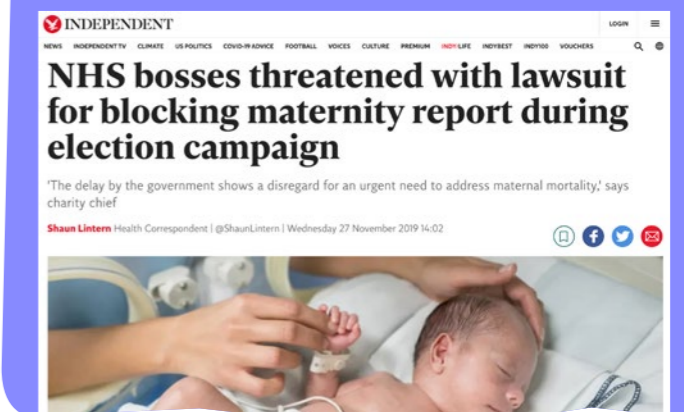 INDEPENDENT
LOGIN
NEWS INDEPENDENT TV CLIMATE US POLITICS COVID-19 ADVICE FOOTBALL VOICES CULTURE PREMIUM INDY/LIFE INDYBEST INDY100 VOUCHERS
NHS bosses threatened with lawsuit
for blocking maternity report during
election campaign
'The delay by the government shows a disregard for an urgent need to address maternal mortality,' says
charity chief
Shaun Lintern Health Correspondent | @ShaunLintern | Wednesday 27 November 2019 14:02